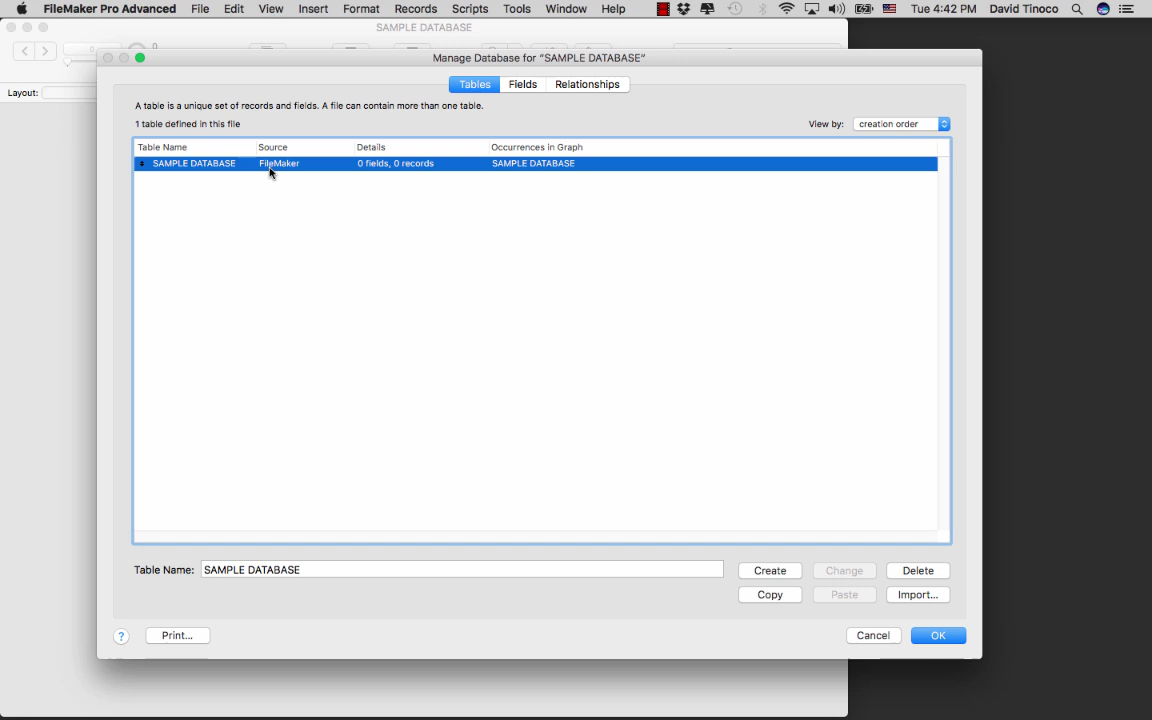 FileMaker Pro Advanced File Edit View Insert Format Records Scripts Tools Window Help Tue 4:42 PM David Tinoco
SAMPLE DATABASE
Layout:
Manage Database for “SAMPLE DATABASE”
Tables Fields Relationships
A table is a unique set of records and fields. A file can contain more than one table.
1 table defined in this file View by: creation order
Table Name Source Details Occurrences in Graph
SAMPLE DATABASE FileMaker 0 fields, 0 records SAMPLE DATABASE
Table Name: SAMPLE DATABASE Create Change Delete
Copy Paste Import...
? Print... Cancel OK